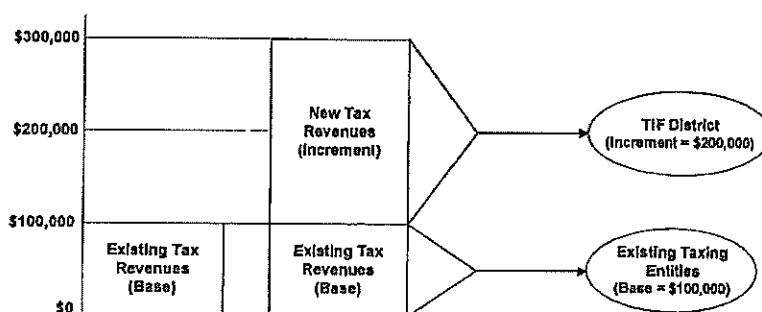 $300,000
New Tax
Revenues
(Increment)
$200,000
TIF District
(Increment = $200,000)
$100,000
Existing Tax
Revenues
(Base)
Existing Tax
Revenues
(Base)
Existing Taxing
Entities
(Base = $100,000)
$0